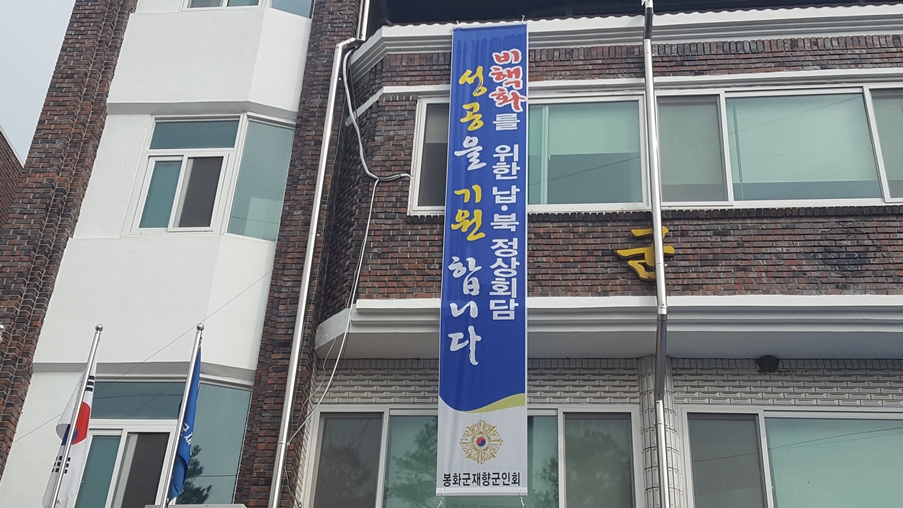 비핵화를 위한 남·북 정상회담
성공을 기원합니다
봉화군재향군인회
군